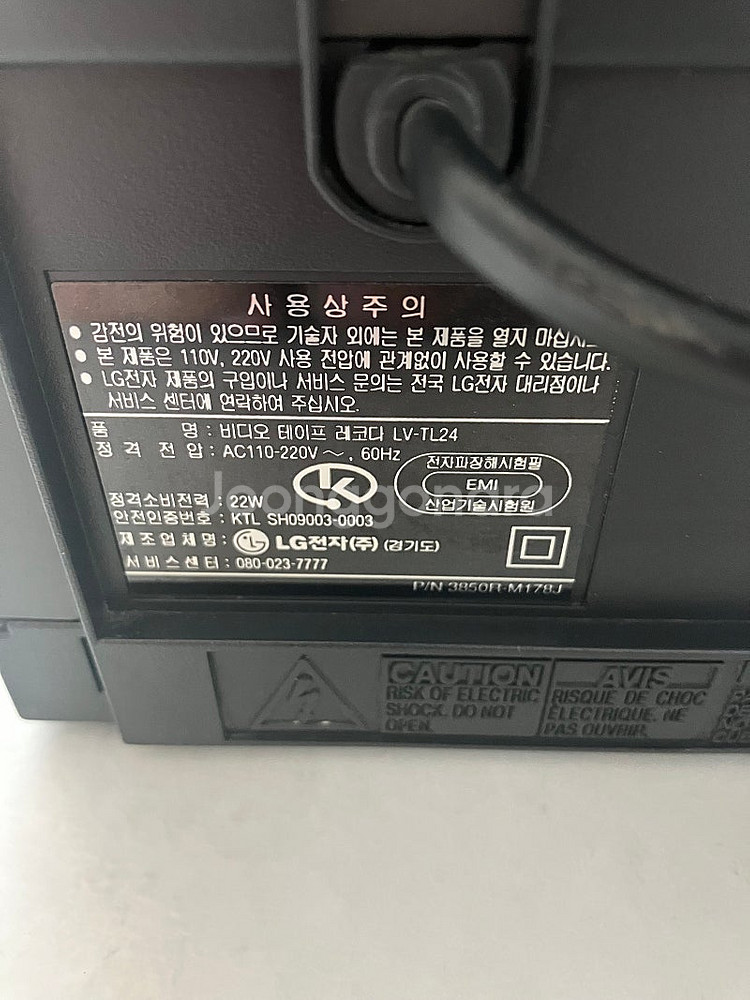 사용상주의
● 감전의 위험이 있으므로 기술자 외에는 본 제품을 열지 마십시오
● 본 제품은 110V, 220V 사용 전압에 관계없이 사용할 수 있습니다.
● LG전자 제품의 구입이나 서비스 문의는 전국 LG전자 대리점이나
서비스 센터에 연락하여 주십시오.
품 명 : 비디오 테이프 레코다 LV-TL24
정 격 전 압 : AC110-220V ~, 60Hz
전자파장해시험필
EMI
산업기술시험원
정격소비전력 : 22W
안전인증번호 : KTL SH09003-0003
제조업체명 : LG LG전자(주) (경기도)
서비스센터 : 080-023-7777
P/N 3850R-M178J
Joonggonara
CAUTION
RISK OF ELECTRIC
SHOCK. DO NOT
OPEN.
AVIS
RISQUE DE CHOC
ÉLECTRIQUE. NE
PAS OUVRIR.